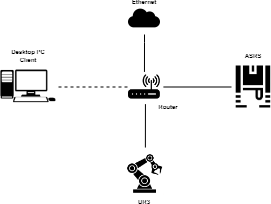 Ethernet
Desktop PC
Client
ASRS
Router
UR3